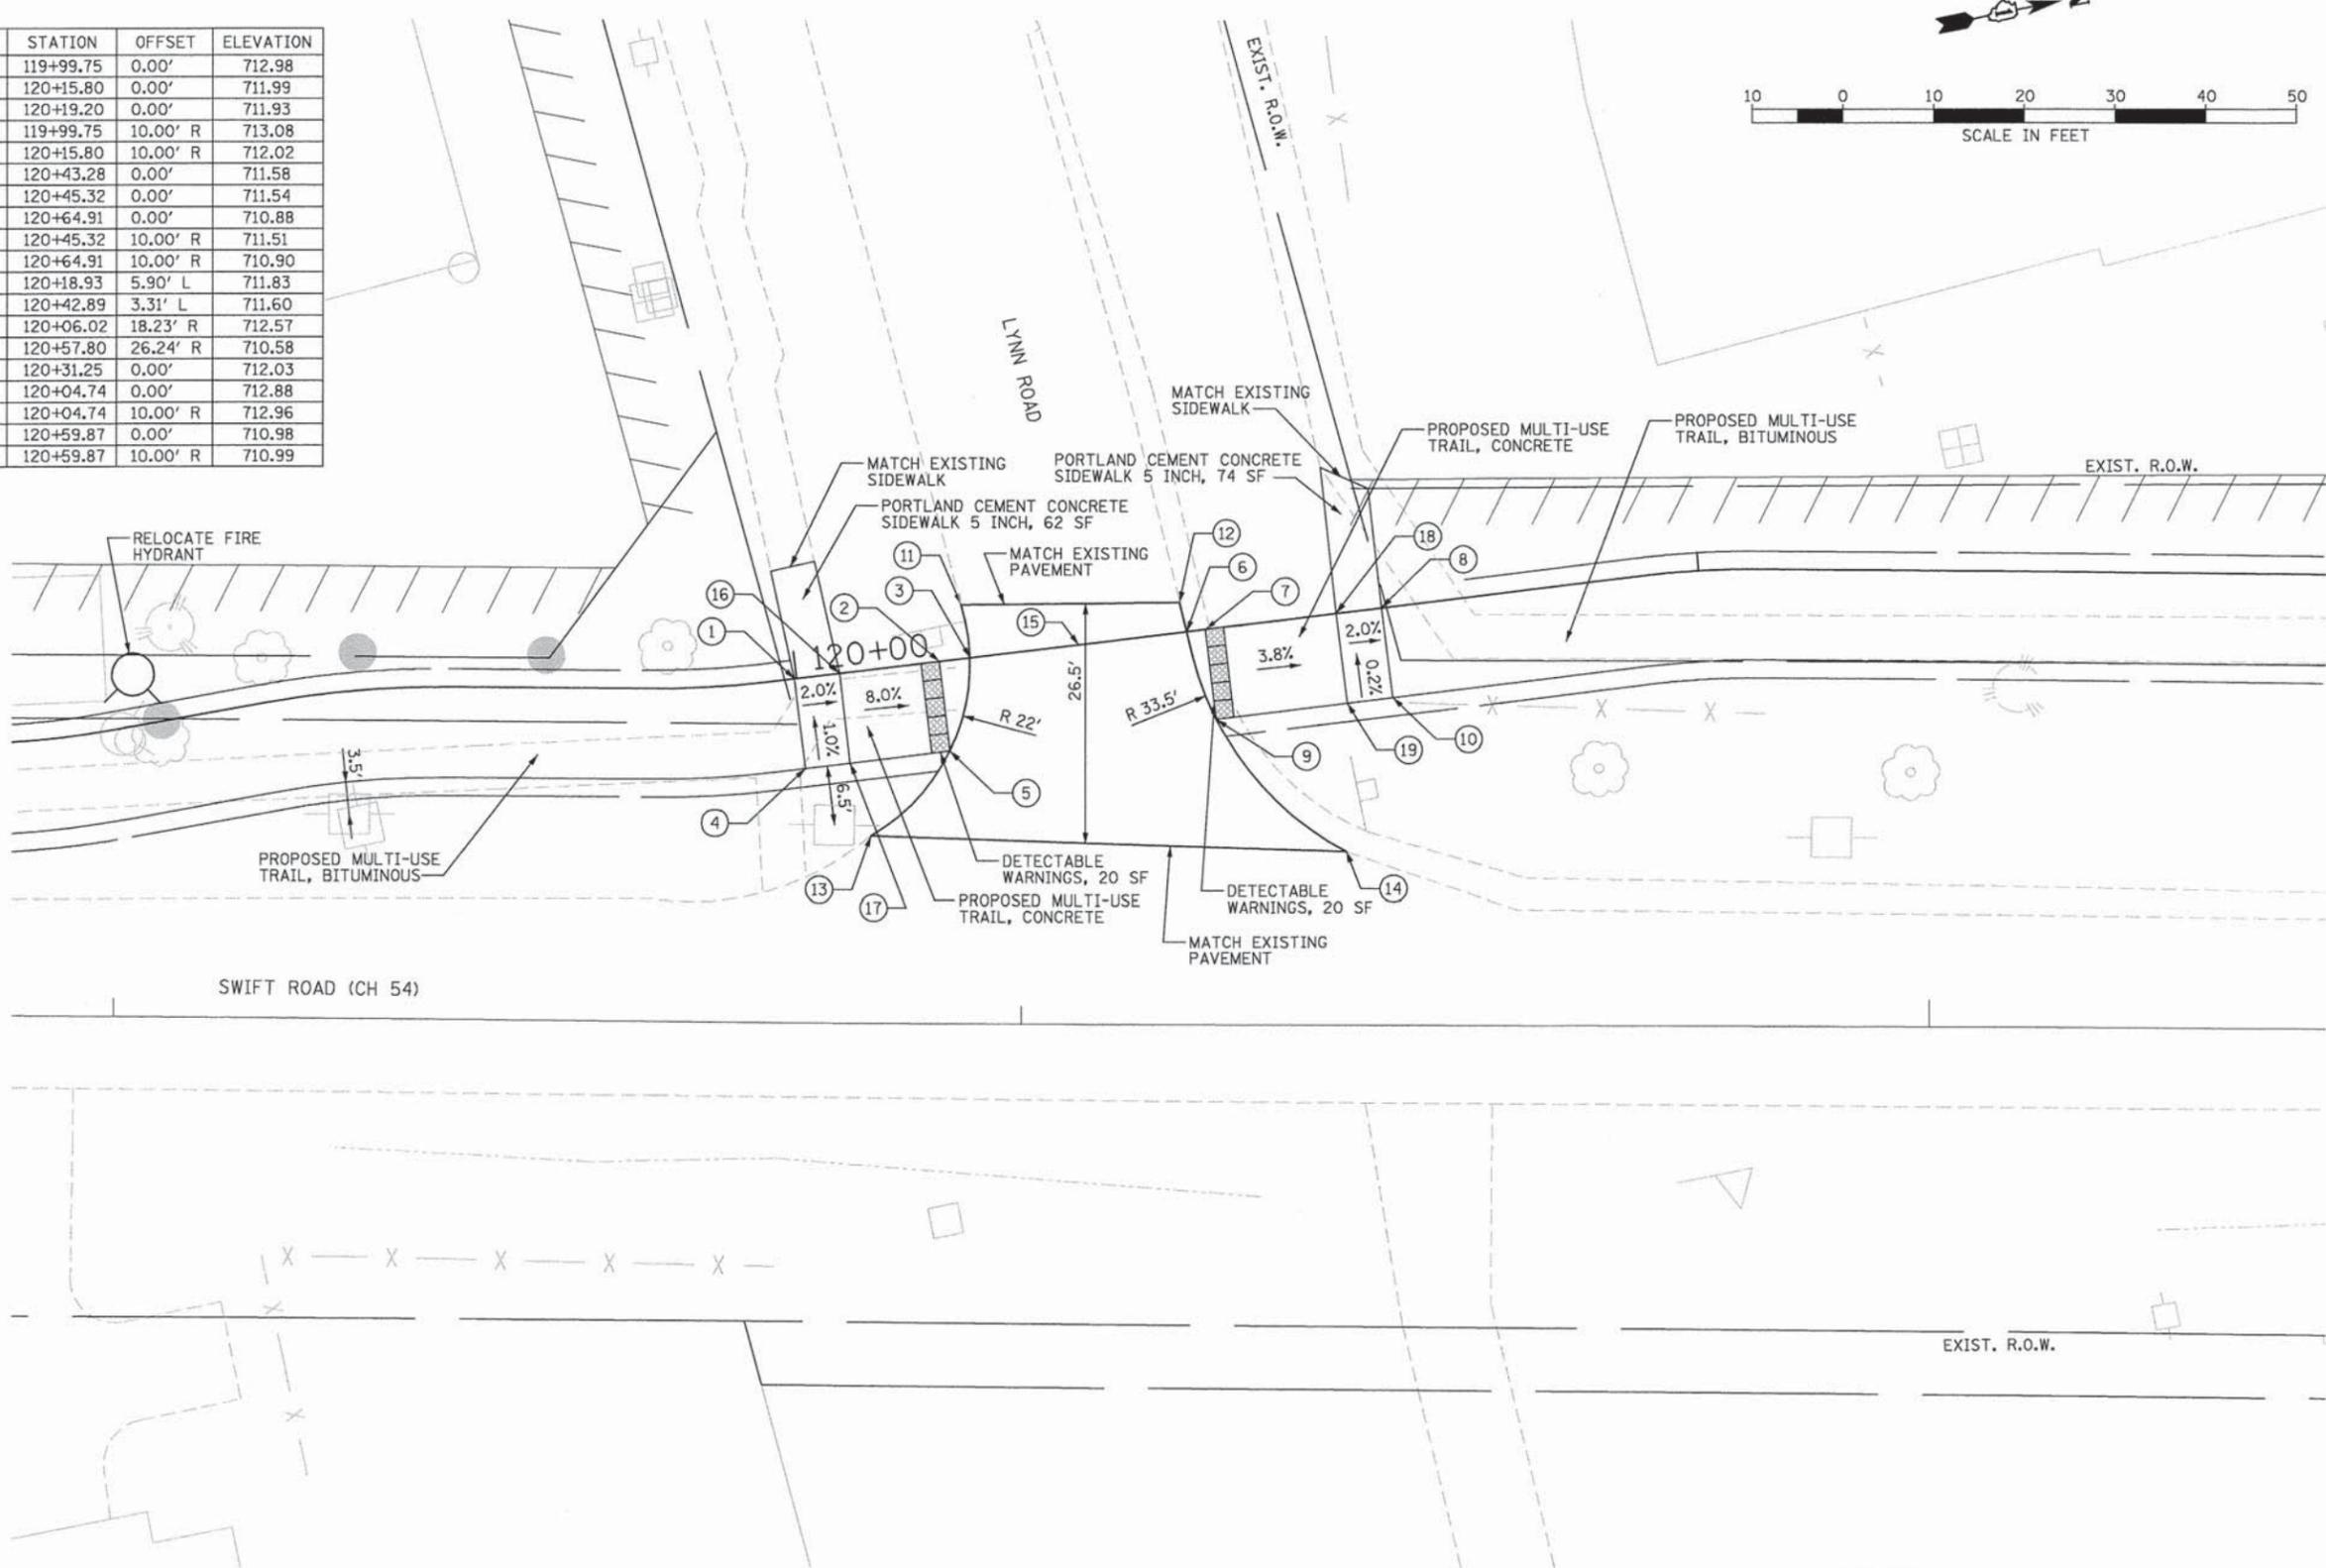 STATION OFFSET ELEVATION
119+99.75 0.00' 712.98
120+15.80 0.00' 711.99
120+19.20 0.00' 711.93
119+99.75 10.00' R 713.08
120+15.80 10.00' R 712.02
120+43.28 0.00' 711.58
120+45.32 0.00' 711.54
120+64.91 0.00' 710.88
120+45.32 10.00' R 711.51
120+64.91 10.00' R 710.90
120+18.93 5.90' L 711.83
120+42.89 3.31' L 711.60
120+06.02 18.23' R 712.57
120+57.80 26.24' R 710.58
120+31.25 0.00' 712.03
120+04.74 0.00' 712.88
120+04.74 10.00' R 712.96
120+59.87 0.00' 710.98
120+59.87 10.00' R 710.99
10 0 10 20 30 40 50
SCALE IN FEET
EXIST. R.O.W.
LYNN ROAD
MATCH EXISTING
SIDEWALK
PROPOSED MULTI-USE
TRAIL, CONCRETE
PROPOSED MULTI-USE
TRAIL, BITUMINOUS
MATCH EXISTING
SIDEWALK
PORTLAND CEMENT CONCRETE
SIDEWALK 5 INCH, 74 SF
EXIST. R.O.W.
PORTLAND CEMENT CONCRETE
SIDEWALK 5 INCH, 62 SF
RELOCATE FIRE
HYDRANT
11
MATCH EXISTING
PAVEMENT
12
18
6
8
16
2
3
7
1
15
120+00
2.0%
8.0%
1.0%
26.5'
R 22'
R 33.5'
3.8%
2.0%
0.2%
3.5'
6.5'
4
5
9
19
10
PROPOSED MULTI-USE
TRAIL, BITUMINOUS
13
17
DETECTABLE
WARNINGS, 20 SF
PROPOSED MULTI-USE
TRAIL, CONCRETE
DETECTABLE
WARNINGS, 20 SF
14
MATCH EXISTING
PAVEMENT
SWIFT ROAD (CH 54)
X X X X X
EXIST. R.O.W.